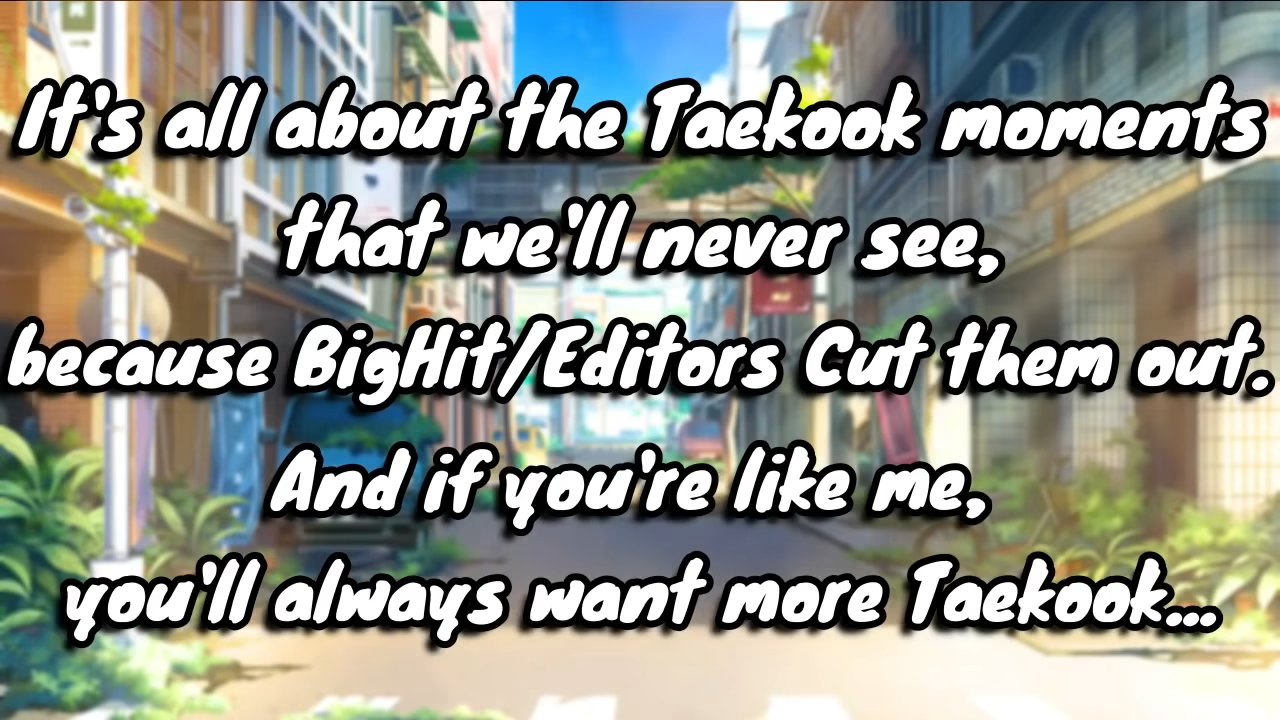 It's all about the Taekook moments
that we'll never see,
because BigHit/Editors Cut them out.
And if you're like me,
you'll always want more Taekook...